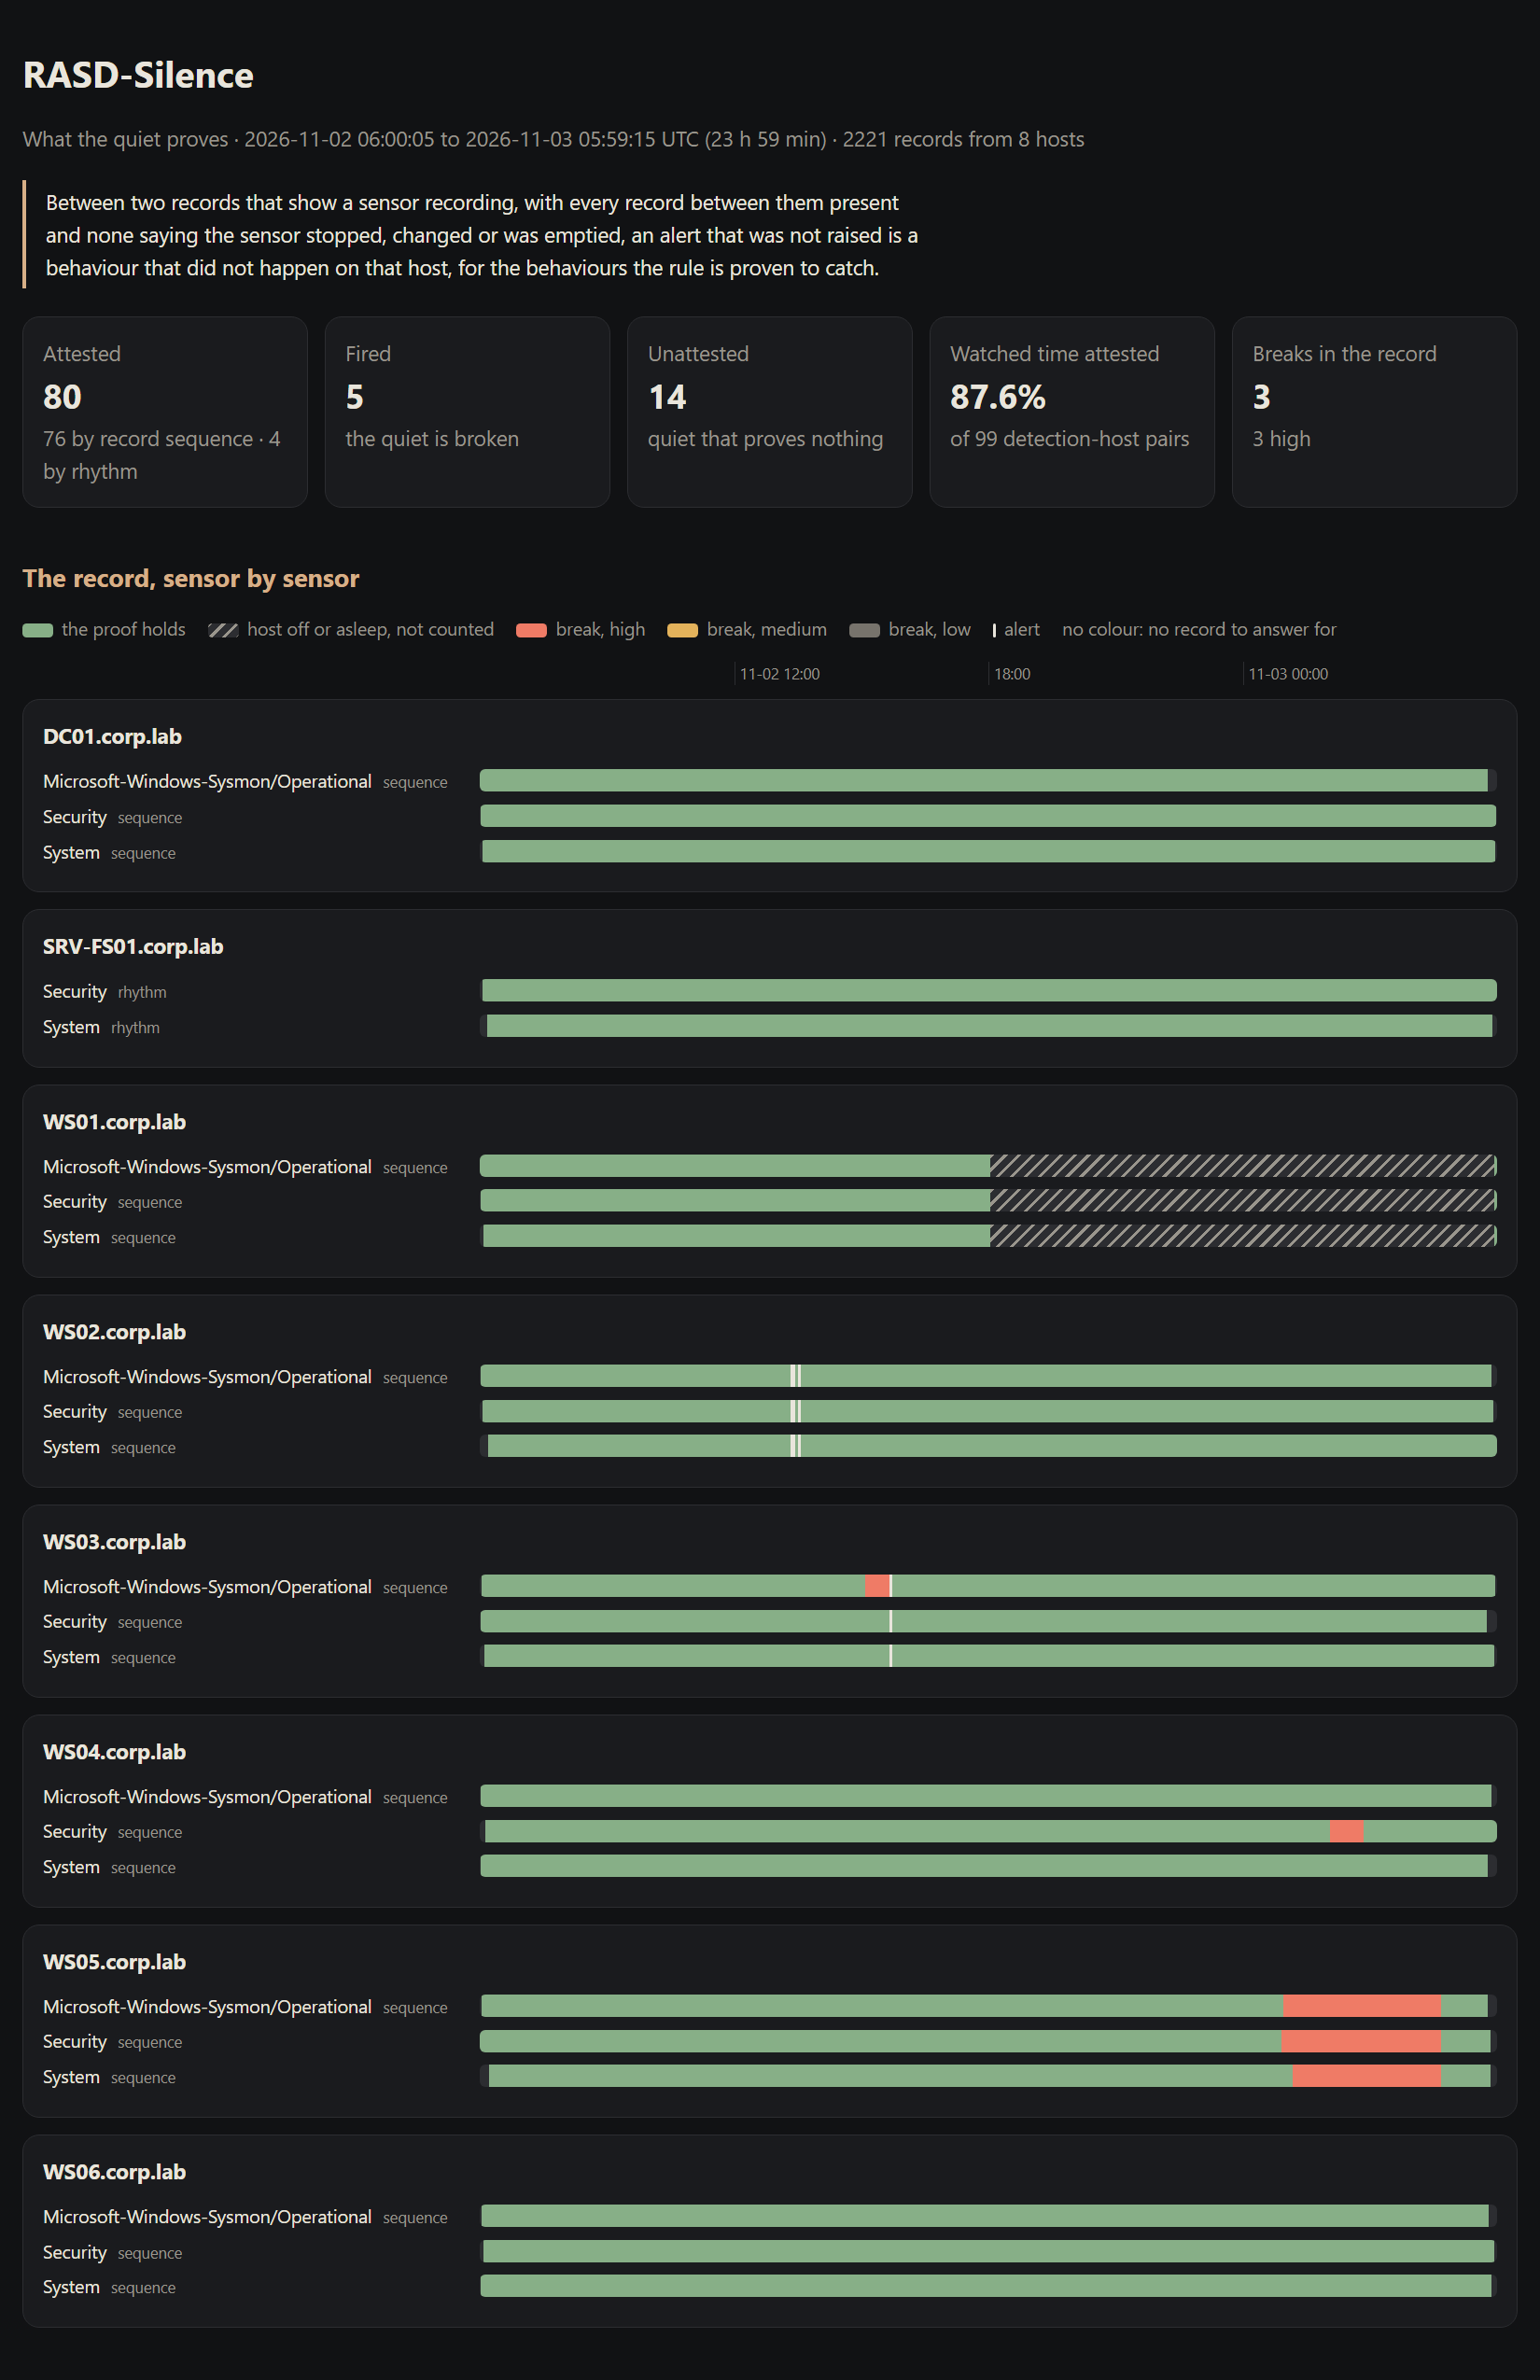 RASD-Silence
What the quiet proves · 2026-11-02 06:00:05 to 2026-11-03 05:59:15 UTC (23 h 59 min) · 2221 records from 8 hosts
Between two records that show a sensor recording, with every record between them present
and none saying the sensor stopped, changed or was emptied, an alert that was not raised is a
behaviour that did not happen on that host, for the behaviours the rule is proven to catch.
Attested
80
76 by record sequence · 4
by rhythm
Fired
5
the quiet is broken
Unattested
14
quiet that proves nothing
Watched time attested
87.6%
of 99 detection-host pairs
Breaks in the record
3
3 high
The record, sensor by sensor
the proof holds host off or asleep, not counted break, high break, medium break, low alert no colour: no record to answer for
11-02 12:00 18:00 11-03 00:00
DC01.corp.lab
Microsoft-Windows-Sysmon/Operational sequence
Security sequence
System sequence
SRV-FS01.corp.lab
Security rhythm
System rhythm
WS01.corp.lab
Microsoft-Windows-Sysmon/Operational sequence
Security sequence
System sequence
WS02.corp.lab
Microsoft-Windows-Sysmon/Operational sequence
Security sequence
System sequence
WS03.corp.lab
Microsoft-Windows-Sysmon/Operational sequence
Security sequence
System sequence
WS04.corp.lab
Microsoft-Windows-Sysmon/Operational sequence
Security sequence
System sequence
WS05.corp.lab
Microsoft-Windows-Sysmon/Operational sequence
Security sequence
System sequence
WS06.corp.lab
Microsoft-Windows-Sysmon/Operational sequence
Security sequence
System sequence